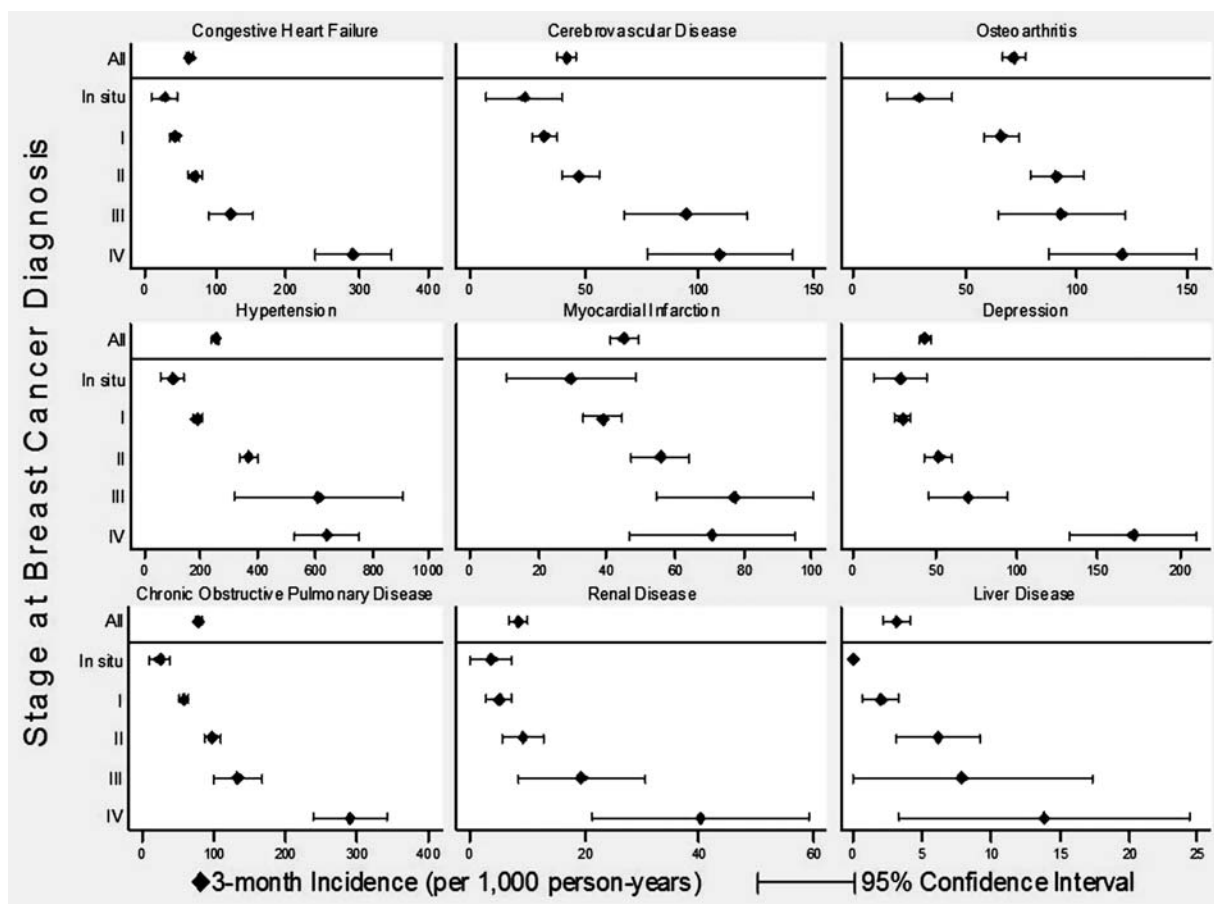 Stage at Breast Cancer Diagnosis
Congestive Heart Failure
Cerebrovascular Disease
Osteoarthritis
All
In situ
I
II
III
IV
0 100 200 300 400
0 50 100 150
0 50 100 150
Hypertension
Myocardial Infarction
Depression
All
In situ
I
II
III
IV
0 200 400 600 800 1000
0 20 40 60 80 100
0 50 100 150 200
Chronic Obstructive Pulmonary Disease
Renal Disease
Liver Disease
All
In situ
I
II
III
IV
0 100 200 300 400
0 20 40 60
0 5 10 15 20 25
3-month Incidence (per 1,000 person-years)
95% Confidence Interval